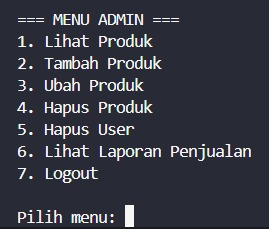 === MENU ADMIN ===
1. Lihat Produk
2. Tambah Produk
3. Ubah Produk
4. Hapus Produk
5. Hapus User
6. Lihat Laporan Penjualan
7. Logout
Pilih menu: